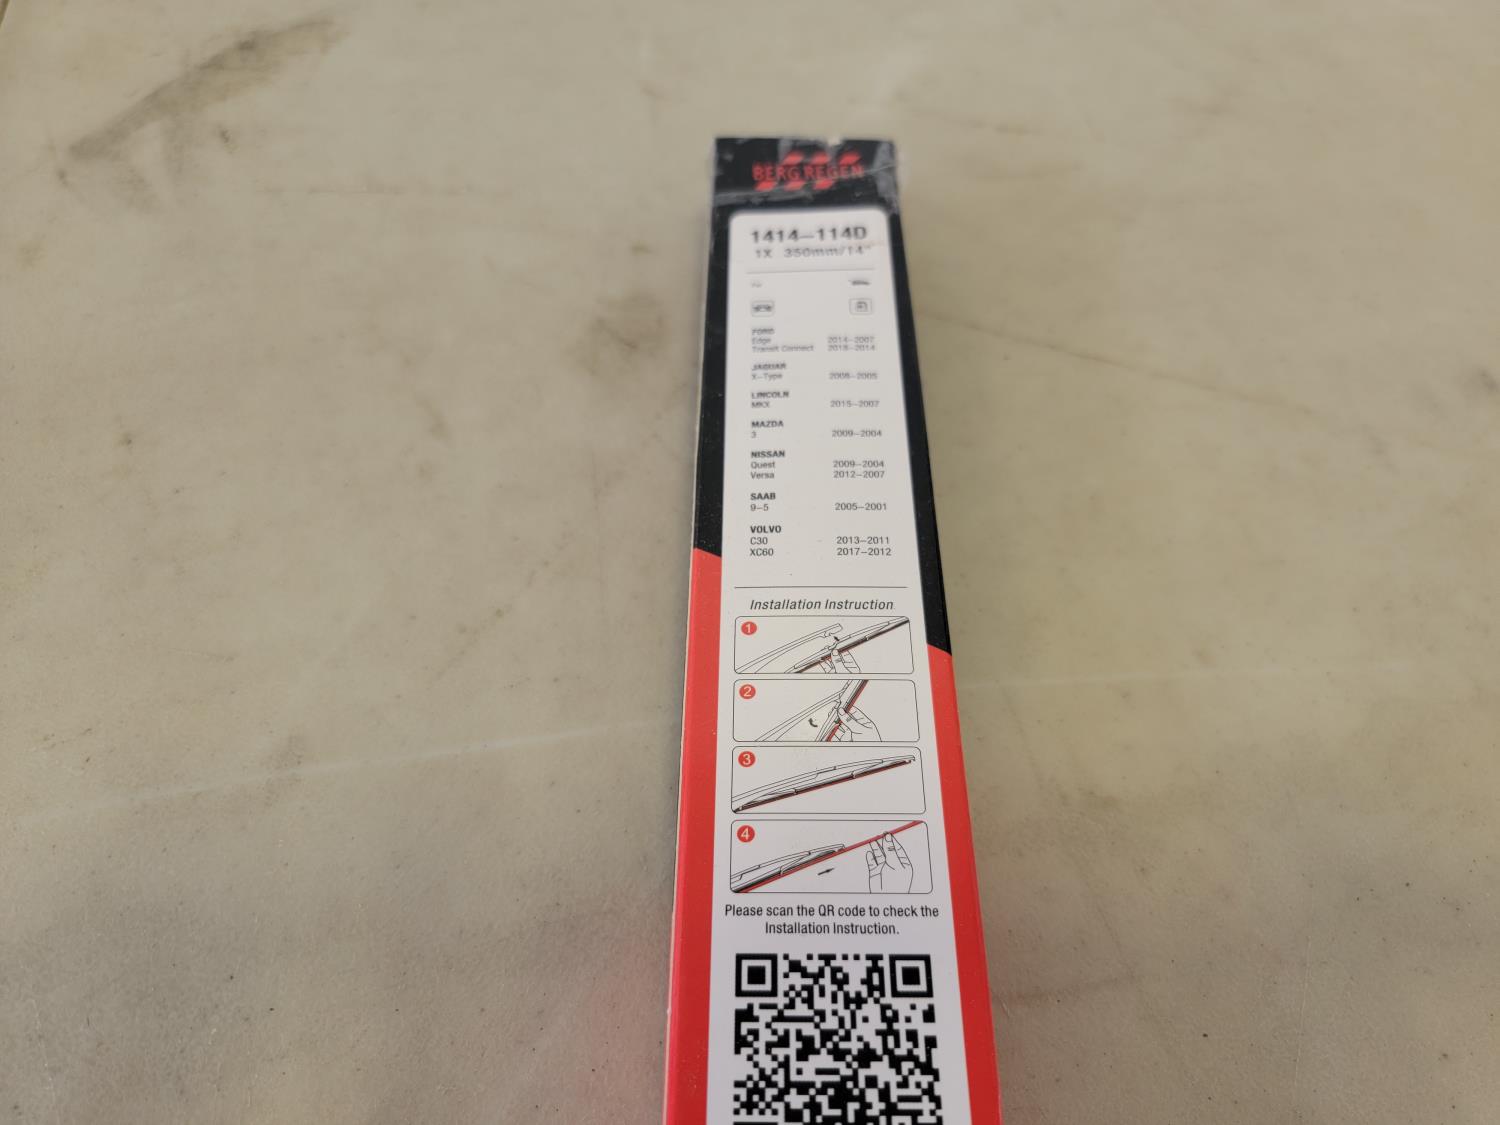 BERG REGEN
1414-114D
1X 350mm/14"
FORD
Edge 2014-2007
Transit Connect 2018-2014
JAGUAR
X-Type 2008-2005
LINCOLN
MKX 2015-2007
MAZDA
3 2009-2004
NISSAN
Quest 2009-2004
Versa 2012-2007
SAAB
9-5 2005-2001
VOLVO
C30 2013-2011
XC60 2017-2012
Installation Instruction
1
2
3
4
Please scan the QR code to check the
Installation Instruction.